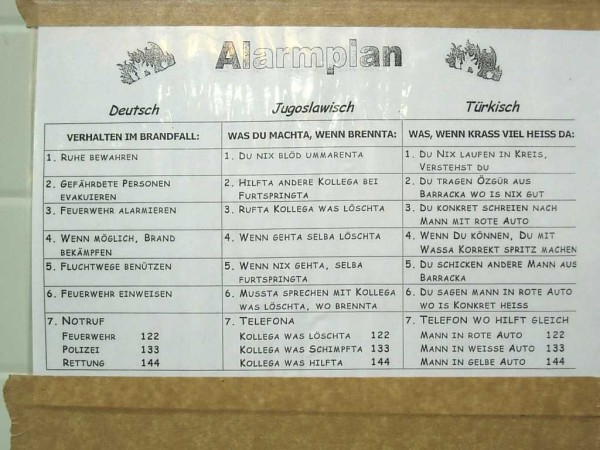 Alarmplan
Deutsch Jugoslawisch Türkisch
VERHALTEN IM BRANDFALL: WAS DU MACHTA, WENN BRENNTA: WAS, WENN KRASS VIEL HEISS DA:
1. RUHE BEWAHREN
1. DU NIX BLÖD UMMARENTA
1. DU NIX LAUFEN IN KREIS,
VERSTEHST DU
2. GEFÄHRDETE PERSONEN
EVAKUIEREN
2. HILFTA ANDERE KOLLEGA BEI
FURTSPRINGTA
2. DU TRAGEN ÖZGÜR AUS
BARRACKA WO IS NIX GUT
3. FEUERWEHR ALARMIEREN
3. RUFTA KOLLEGA WAS LÖSCHTA
3. DU KONKRET SCHREIEN NACH
MANN MIT ROTE AUTO
4. WENN MÖGLICH, BRAND
BEKÄMPFEN
4. WENN GEHTA SELBA LÖSCHTA
4. WENN DU KÖNNEN, DU MIT
WASSA KORREKT SPRITZ MACHEN
5. FLUCHTWEGE BENÜTZEN
5. WENN NIX GEHTA, SELBA
FURTSPRINGTA
5. DU SCHICKEN ANDERE MANN AUS
BARRACKA
6. FEUERWEHR EINWEISEN
6. MUSSTA SPRECHEN MIT KOLLEGA
WAS LÖSCHTA, WO BRENNTA
6. DU SAGEN MANN IN ROTE AUTO
WO IS KONKRET HEISS
7. NOTRUF
FEUERWEHR 122
POLIZEI 133
RETTUNG 144
7. TELEFONA
KOLLEGA WAS LÖSCHTA 122
KOLLEGA WAS SCHIMPFTA 133
KOLLEGA WAS HILFTA 144
7. TELEFON WO HILFT GLEICH
MANN IN ROTE AUTO 122
MANN IN WEISSE AUTO 133
MANN IN GELBE AUTO 144